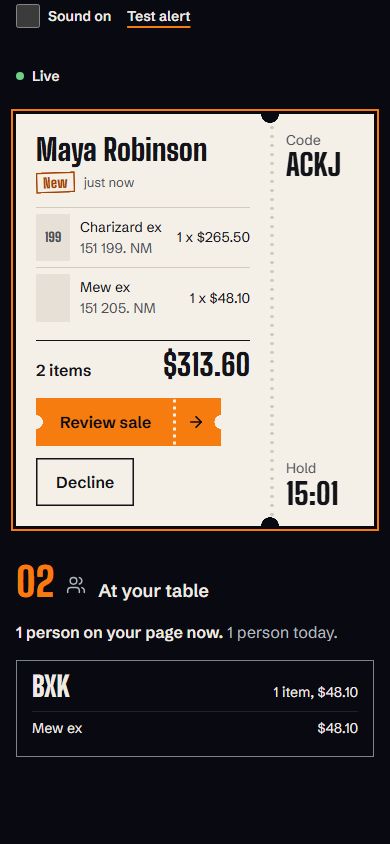 Sound on Test alert
Live
Maya Robinson
New just now
Code
ACKJ
199 Charizard ex 1 x $265.50
151 199. NM
Mew ex 1 x $48.10
151 205. NM
2 items $313.60
Review sale →
Decline
Hold
15:01
02 At your table
1 person on your page now. 1 person today.
BXK 1 item, $48.10
Mew ex $48.10